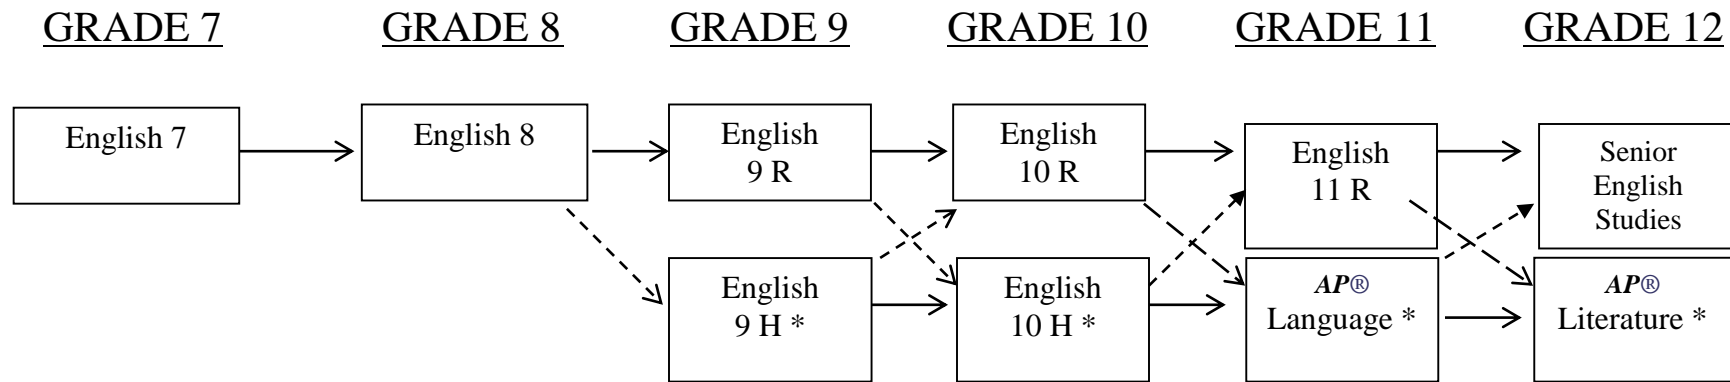 GRADE 7 GRADE 8 GRADE 9 GRADE 10 GRADE 11 GRADE 12
English 7
English 8
English
9 R
English
10 R
English
11 R
Senior
English
Studies
English
9 H *
English
10 H *
AP®
Language *
AP®
Literature *